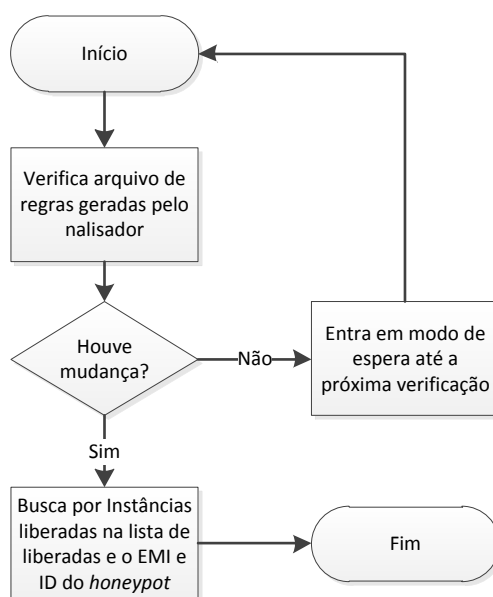 Início
Verifica arquivo de
regras geradas pelo
nalisador
Houve
mudança?
Não
Entra em modo de
espera até a
próxima verificação
Sim
Busca por Instâncias
liberadas na lista de
liberadas e o EMI e
ID do honeypot
Fim